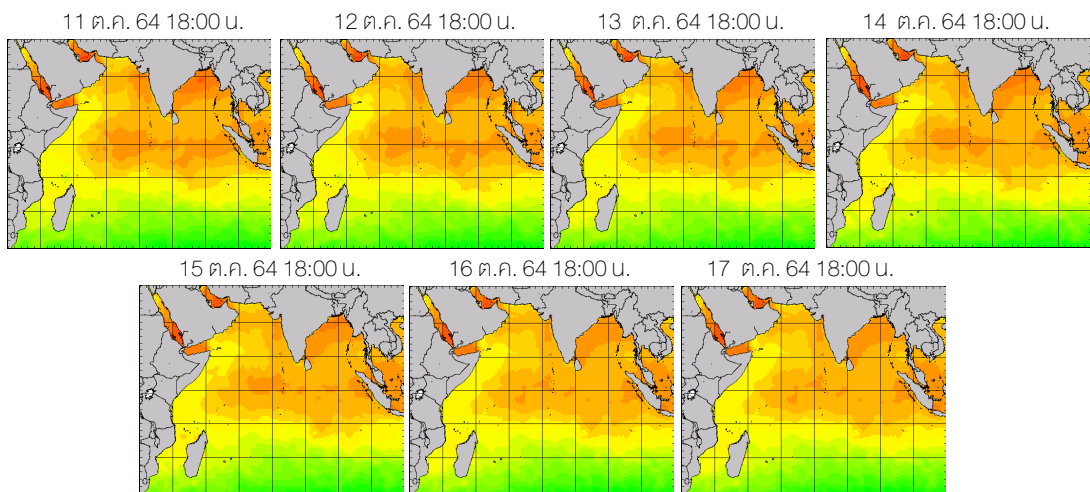 11 ต.ค. 64 18:00 น.
12 ต.ค. 64 18:00 น.
13 ต.ค. 64 18:00 น.
14 ต.ค. 64 18:00 น.
15 ต.ค. 64 18:00 น.
16 ต.ค. 64 18:00 น.
17 ต.ค. 64 18:00 น.